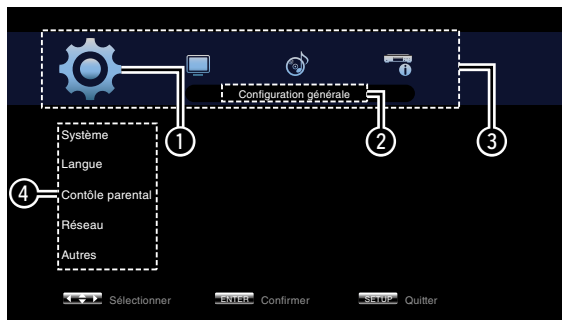 Configuration générale
1
2
3
Système
Langue
4
Contôle parental
Réseau
Autres
Sélectionner
ENTER Confirmer
SETUP Quitter